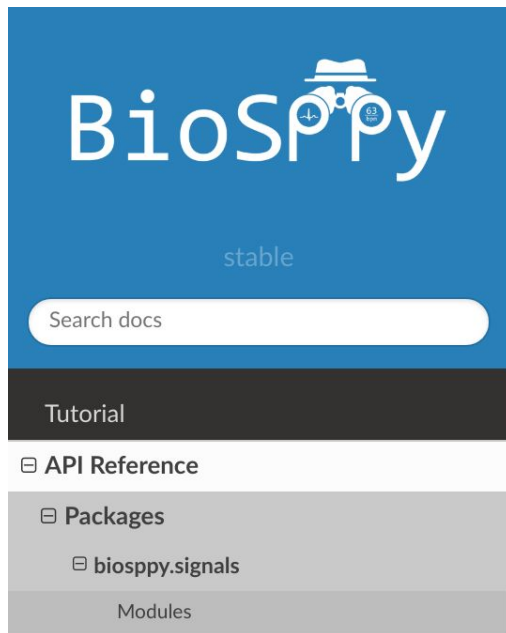 BioSPPy
63
bpm
stable
Search docs
Tutorial
API Reference
Packages
biosppy.signals
Modules